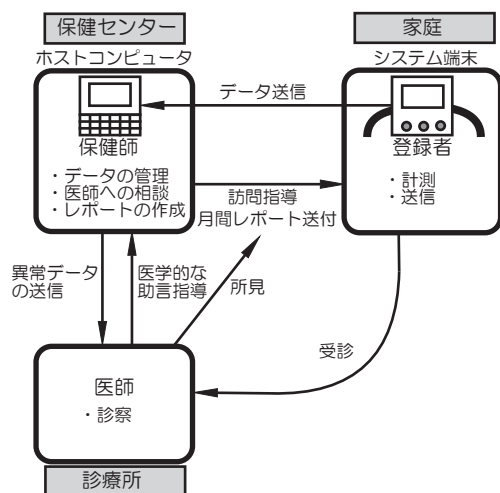 保健センター
家庭
ホストコンピュータ
システム端末
データ送信
保健師
・データの管理
・医師への相談
・レポートの作成
登録者
・計測
・送信
訪問指導
月間レポート送付
異常データ
の送信
医学的な
助言指導
所見
受診
医師
・診察
診療所